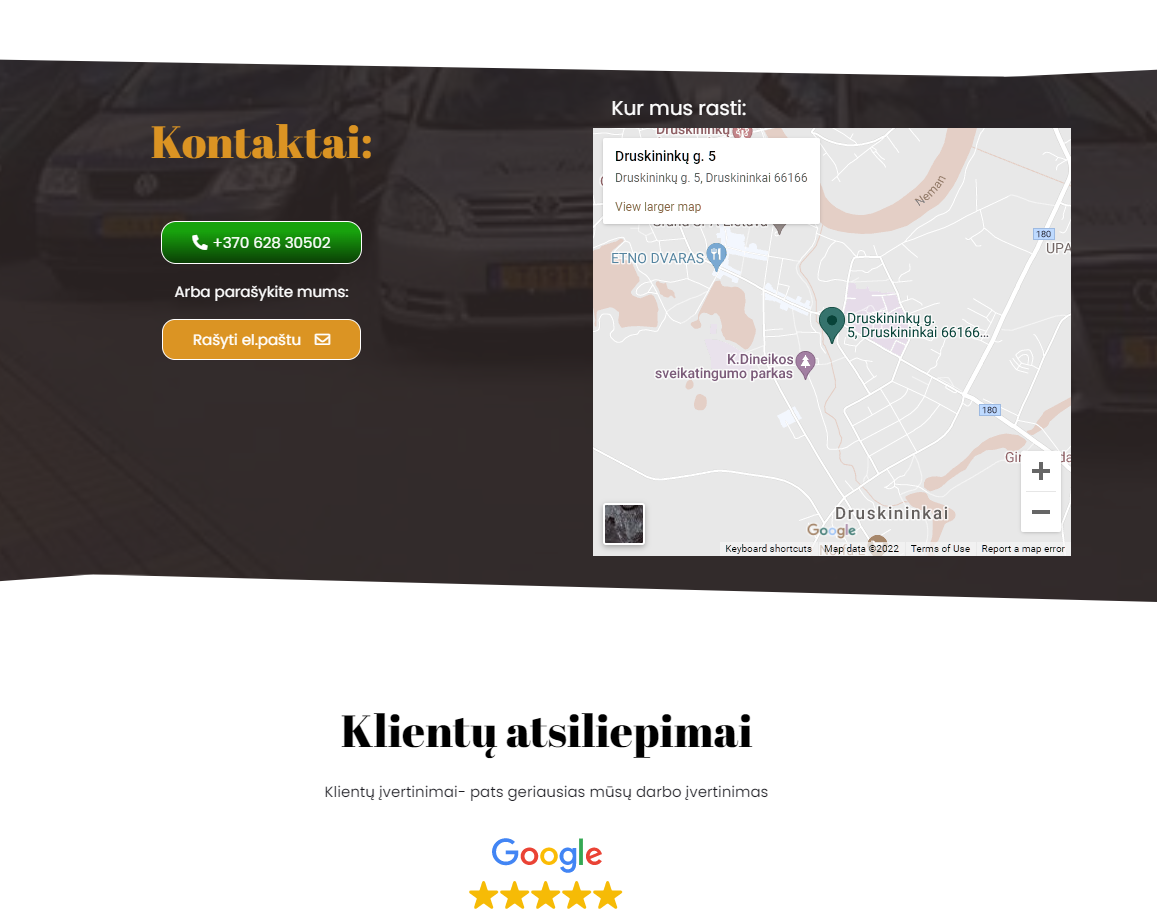 Kontaktai:
+370 628 30502
Arba parašykite mums:
Rašyti el.paštu
Kur mus rasti:
Druskininkų
Druskininkų g. 5
Druskininkų g. 5, Druskininkai 66166
View larger map
Neman
180
UPA
ETNO DVARAS
Druskininkų g.
5, Druskininkai 66166...
K.Dineikos
sveikatingumo parkas
180
Druskininkai
Google
Keyboard shortcuts
Map data ©2022
Terms of Use
Report a map error
Klientų atsiliepimai
Klientų įvertinimai- pats geriausias mūsų darbo įvertinimas
Google